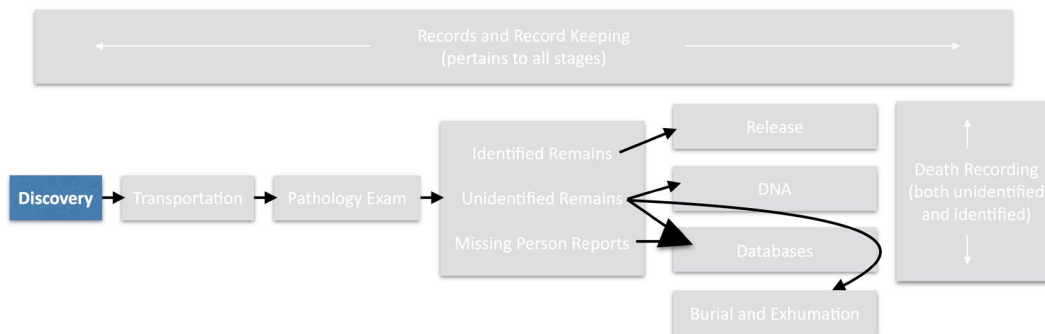 Records and Record Keeping
(pertains to all stages)
Release
Identified Remains
Death Recording
(both unidentified
and identified)
Discovery
Transportation
Pathology Exam
Unidentified Remains
DNA
Missing Person Reports
Databases
Burial and Exhumation